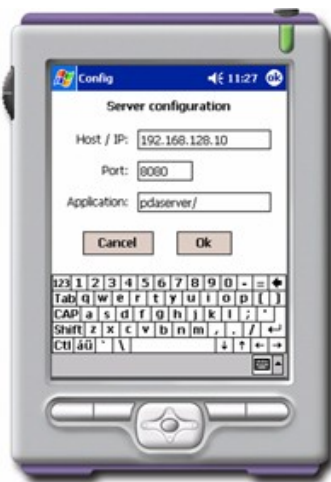 Config 11:27 ok
Server configuration
Host / IP: 192.168.128.10
Port: 8080
Application: pdaserver/
Cancel Ok
123 1 2 3 4 5 6 7 8 9 0 - =
Tab q w e r t y u i o p [ ]
CAP a s d f g h j k l ; '
Shift z x c v b n m , . /
Ctl áü ` \